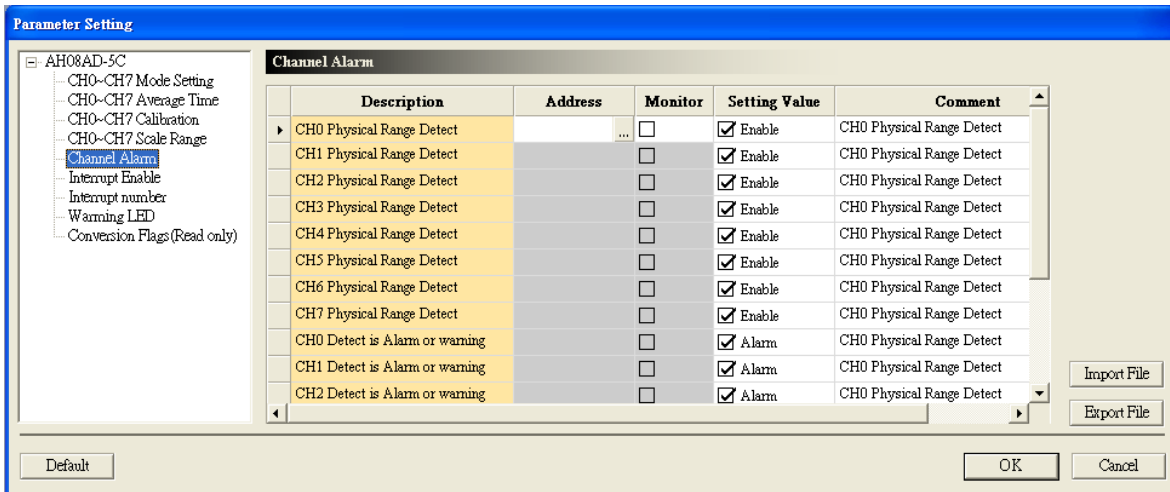 Parameter Setting
AH08AD-5C
CH0~CH7 Mode Setting
CH0~CH7 Average Time
CH0~CH7 Calibration
CH0~CH7 Scale Range
Channel Alarm
Interrupt Enable
Interrupt number
Warming LED
Conversion Flags(Read only)
Channel Alarm
Description Address Monitor Setting Value Comment
CH0 Physical Range Detect ... Enable CH0 Physical Range Detect
CH1 Physical Range Detect Enable CH0 Physical Range Detect
CH2 Physical Range Detect Enable CH0 Physical Range Detect
CH3 Physical Range Detect Enable CH0 Physical Range Detect
CH4 Physical Range Detect Enable CH0 Physical Range Detect
CH5 Physical Range Detect Enable CH0 Physical Range Detect
CH6 Physical Range Detect Enable CH0 Physical Range Detect
CH7 Physical Range Detect Enable CH0 Physical Range Detect
CH0 Detect is Alarm or warning Alarm CH0 Physical Range Detect
CH1 Detect is Alarm or warning Alarm CH0 Physical Range Detect
CH2 Detect is Alarm or warning Alarm CH0 Physical Range Detect
Import File
Export File
Default OK Cancel